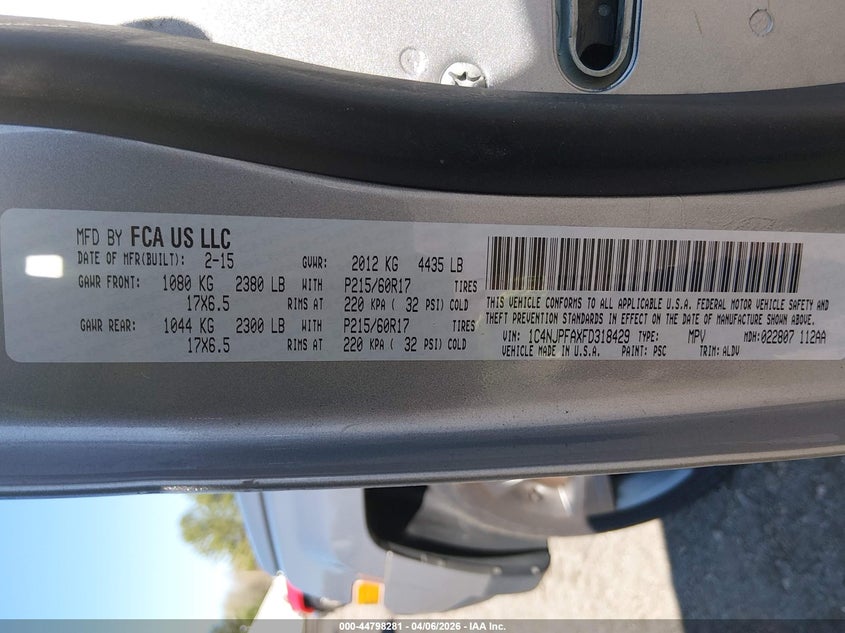 MFD BY FCA US LLC
DATE OF MFR(BUILT): 2-15 GVWR: 2012 KG 4435 LB
GAWR FRONT: 1080 KG 2380 LB WITH P215/60R17 TIRES
17X6.5 RIMS AT 220 KPA ( 32 PSI) COLD
GAWR REAR: 1044 KG 2300 LB WITH P215/60R17 TIRES
17X6.5 RIMS AT 220 KPA ( 32 PSI) COLD
THIS VEHICLE CONFORMS TO ALL APPLICABLE U.S.A. FEDERAL MOTOR VEHICLE SAFETY AND
THEFT PREVENTION STANDARDS IN EFFECT ON THE DATE OF MANUFACTURE SHOWN ABOVE.
VIN: 1C4NJPFAXFD318429 TYPE: MPV MDH: 022807 112AA
VEHICLE MADE IN U.S.A. PAINT: PSC TRIM: ALDV
000-44798281 - 04/06/2026 - IAA Inc.